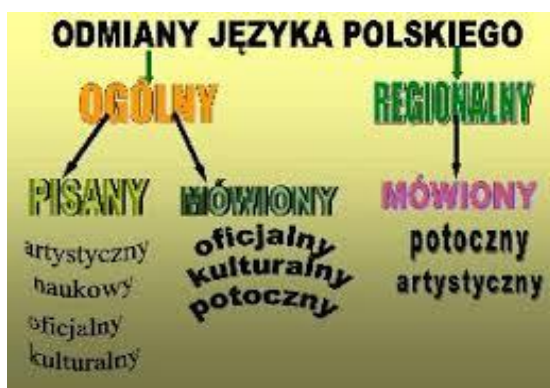 ODMIANY JĘZYKA POLSKIEGO
OGÓLNY
REGIONALNY
PISANY
MÓWIONY
MÓWIONY
artystyczny
naukowy
oficjalny
kulturalny
oficjalny
kulturalny
potoczny
potoczny
artystyczny